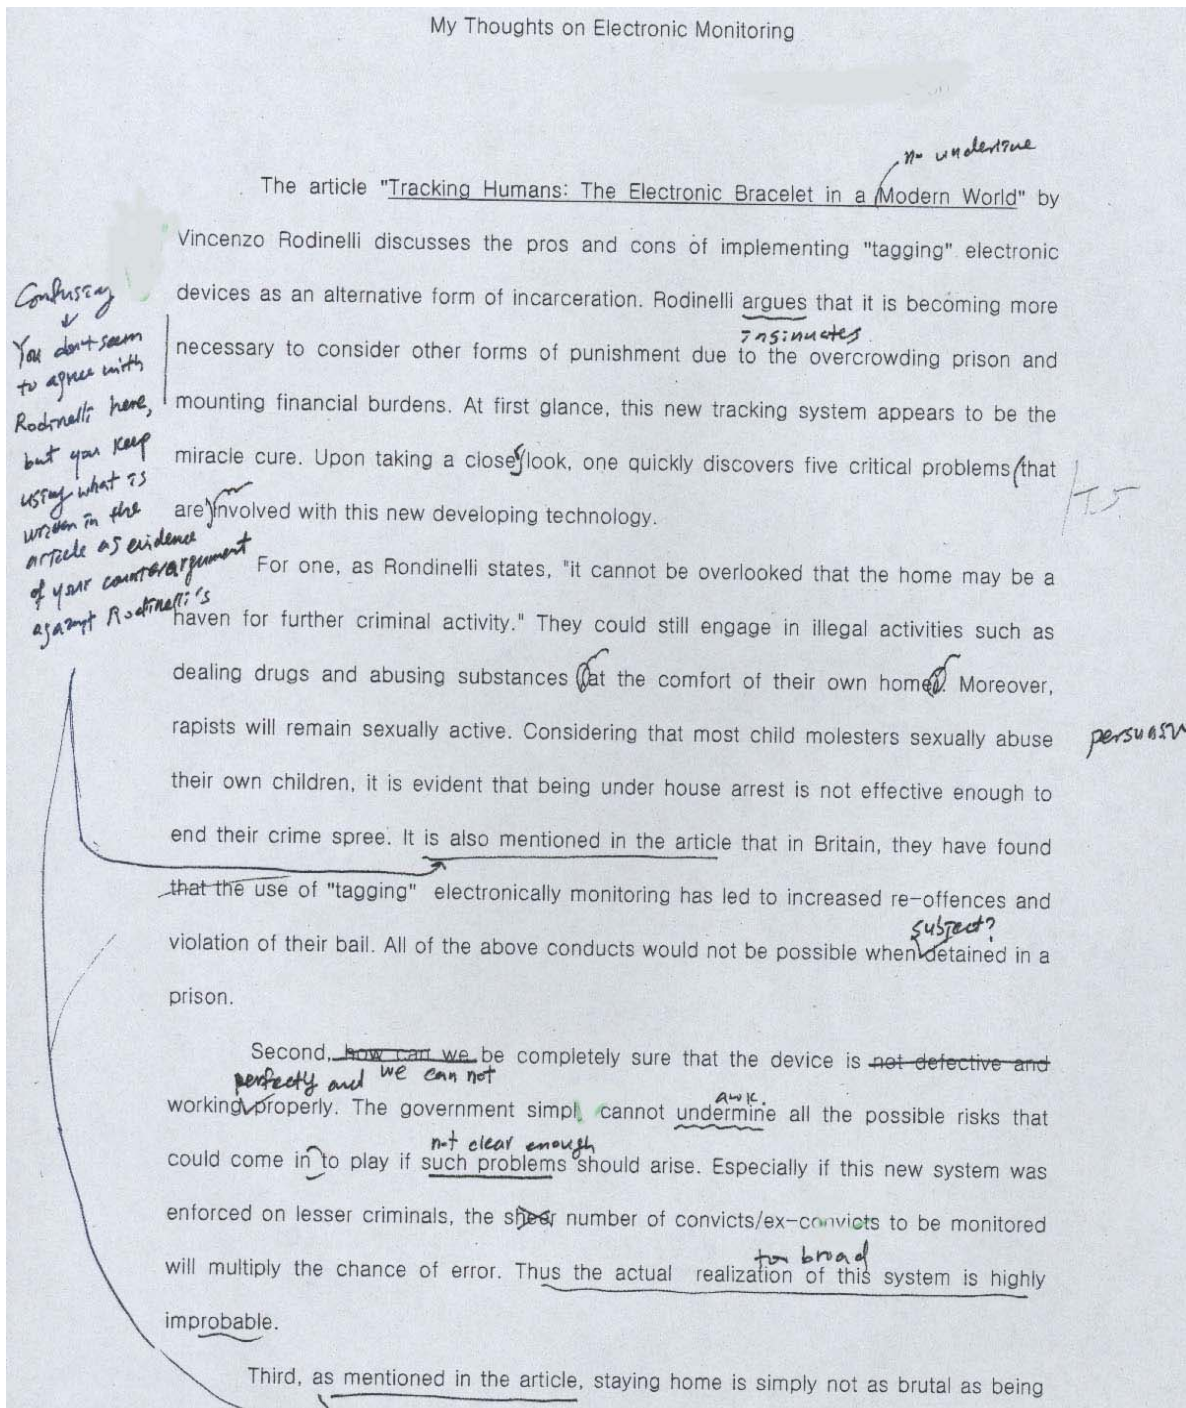 My Thoughts on Electronic Monitoring
no underline
The article "Tracking Humans: The Electronic Bracelet in a Modern World" by
Vincenzo Rodinelli discusses the pros and cons of implementing "tagging" electronic
devices as an alternative form of incarceration. Rodinelli argues that it is becoming more
insinuates
necessary to consider other forms of punishment due to the overcrowding prison and
mounting financial burdens. At first glance, this new tracking system appears to be the
miracle cure. Upon taking a close look, one quickly discovers five critical problems that
are involved with this new developing technology.
Confusing
You don't seem
to agree with
Rodinelli here,
but you keep
using what is
written in the
article as evidence
of your counterargument
against Rodinelli's
For one, as Rondinelli states, "it cannot be overlooked that the home may be a
haven for further criminal activity." They could still engage in illegal activities such as
dealing drugs and abusing substances at the comfort of their own home. Moreover,
rapists will remain sexually active. Considering that most child molesters sexually abuse
their own children, it is evident that being under house arrest is not effective enough to
end their crime spree. It is also mentioned in the article that in Britain, they have found
that the use of "tagging" electronically monitoring has led to increased re-offences and
subject?
violation of their bail. All of the above conducts would not be possible when detained in a
prison.
Second, how can we be completely sure that the device is not defective and
perfectly and we can not
working properly. The government simpl cannot undermine all the possible risks that
awk.
not clear enough
could come in to play if such problems should arise. Especially if this new system was
enforced on lesser criminals, the sheer number of convicts/ex-convicts to be monitored
too broad
will multiply the chance of error. Thus the actual realization of this system is highly
improbable.
Third, as mentioned in the article, staying home is simply not as brutal as being